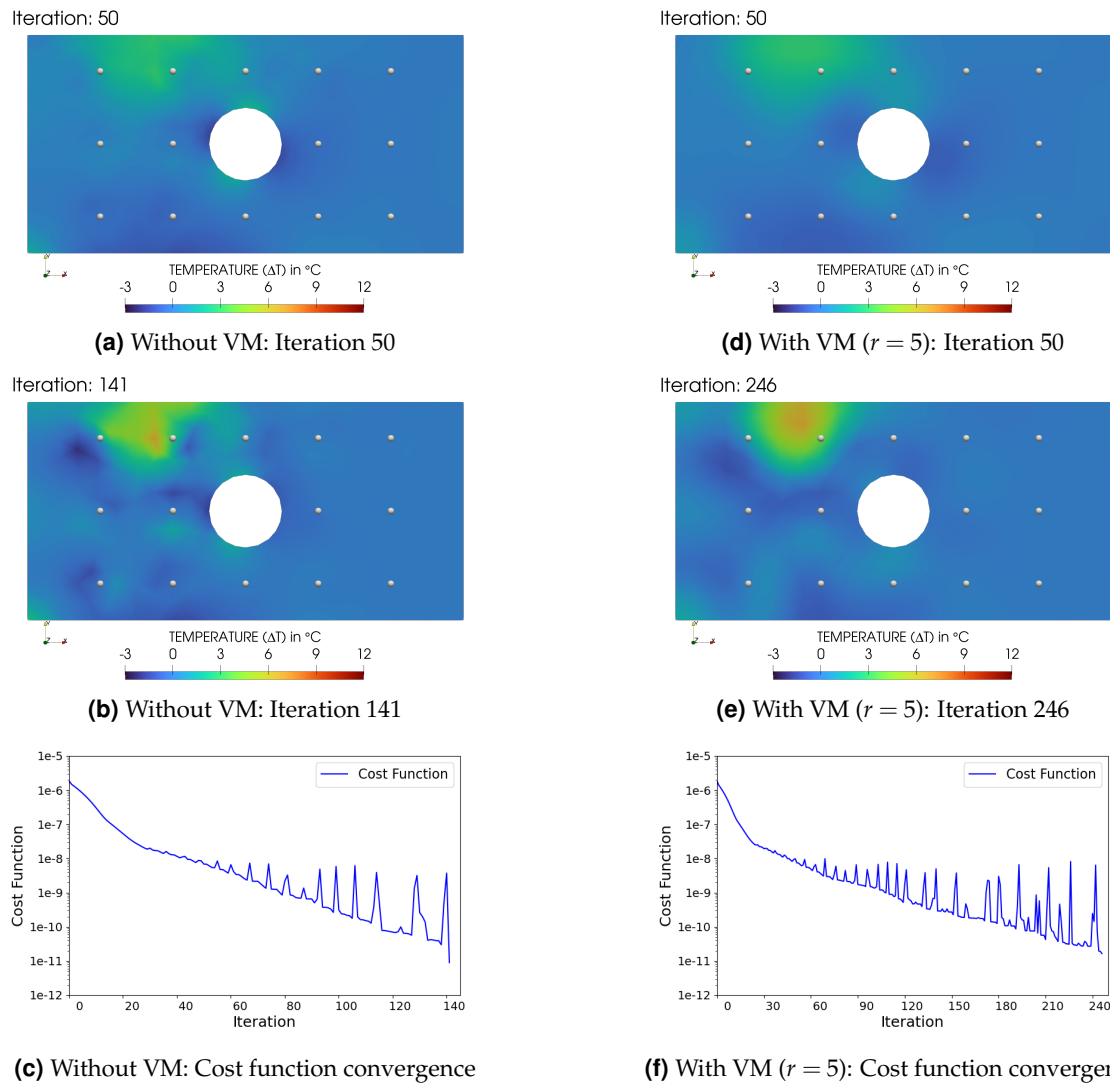 Iteration: 50
TEMPERATURE (ΔT) in °C
-3 0 3 6 9 12
(a) Without VM: Iteration 50
Iteration: 141
TEMPERATURE (ΔT) in °C
-3 0 3 6 9 12
(b) Without VM: Iteration 141
1e-5
1e-6
1e-7
1e-8
1e-9
1e-10
1e-11
1e-12
Cost Function
Cost Function
0 20 40 60 80 100 120 140
Iteration
(c) Without VM: Cost function convergence
Iteration: 50
TEMPERATURE (ΔT) in °C
-3 0 3 6 9 12
(d) With VM (r = 5): Iteration 50
Iteration: 246
TEMPERATURE (ΔT) in °C
-3 0 3 6 9 12
(e) With VM (r = 5): Iteration 246
1e-5
1e-6
1e-7
1e-8
1e-9
1e-10
1e-11
1e-12
Cost Function
Cost Function
0 30 60 90 120 150 180 210 240
Iteration
(f) With VM (r = 5): Cost function converger